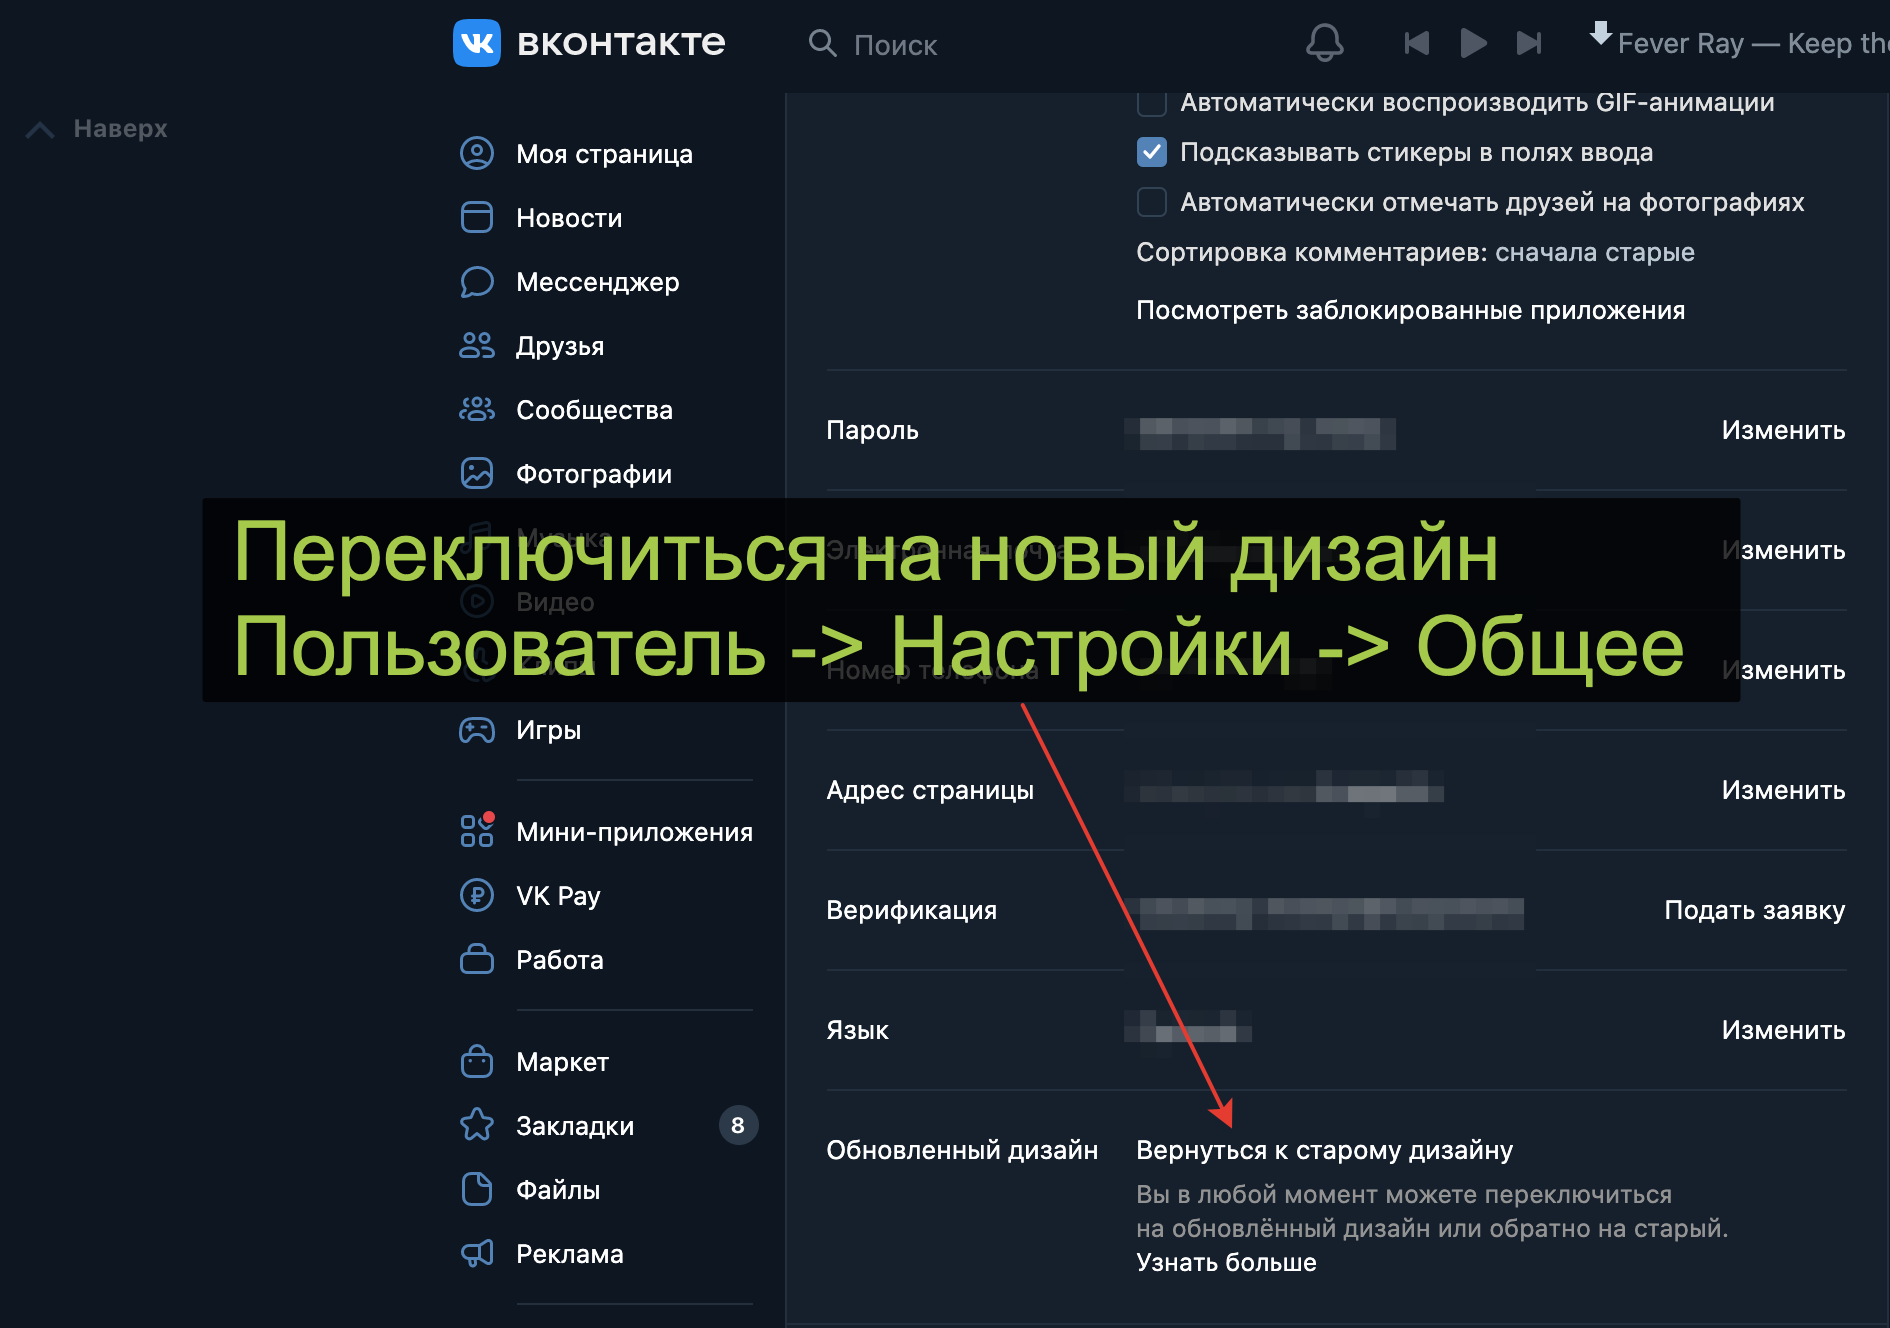 вконтакте
Поиск
Fever Ray — Keep the
Наверх
Моя страница
Новости
Мессенджер
Друзья
Сообщества
Фотографии
Музыка
Видео
Клипы
Игры
Мини-приложения
VK Pay
Работа
Маркет
Закладки 8
Файлы
Реклама
Автоматически воспроизводить GIF-анимации
Подсказывать стикеры в полях ввода
Автоматически отмечать друзей на фотографиях
Сортировка комментариев: сначала старые
Посмотреть заблокированные приложения
Пароль Изменить
Электронная почта Изменить
Номер телефона Изменить
Переключиться на новый дизайн
Пользователь -> Настройки -> Общее
Адрес страницы Изменить
Верификация Подать заявку
Язык Изменить
Обновленный дизайн Вернуться к старому дизайну
Вы в любой момент можете переключиться
на обновлённый дизайн или обратно на старый.
Узнать больше